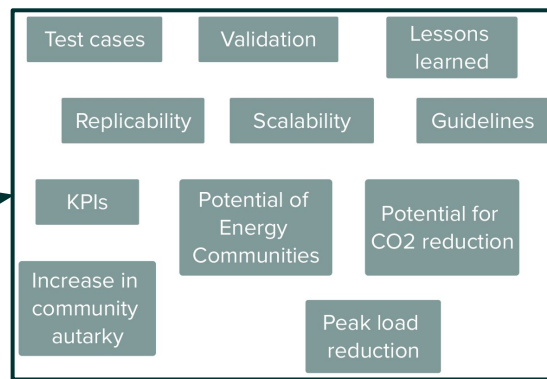 Test cases
Validation
Lessons
learned
Replicability
Scalability
Guidelines
KPIs
Potential of
Energy
Communities
Potential for
CO2 reduction
Increase in
community
autarky
Peak load
reduction